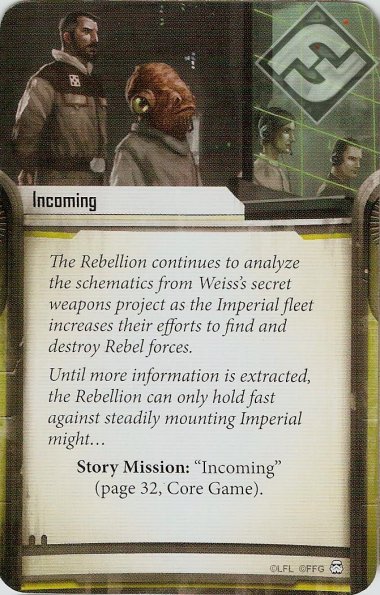 Incoming
The Rebellion continues to analyze
the schematics from Weiss's secret
weapons project as the Imperial fleet
increases their efforts to find and
destroy Rebel forces.
Until more information is extracted,
the Rebellion can only hold fast
against steadily mounting Imperial
might…
Story Mission: “Incoming”
(page 32, Core Game).
©LFL ©FFG